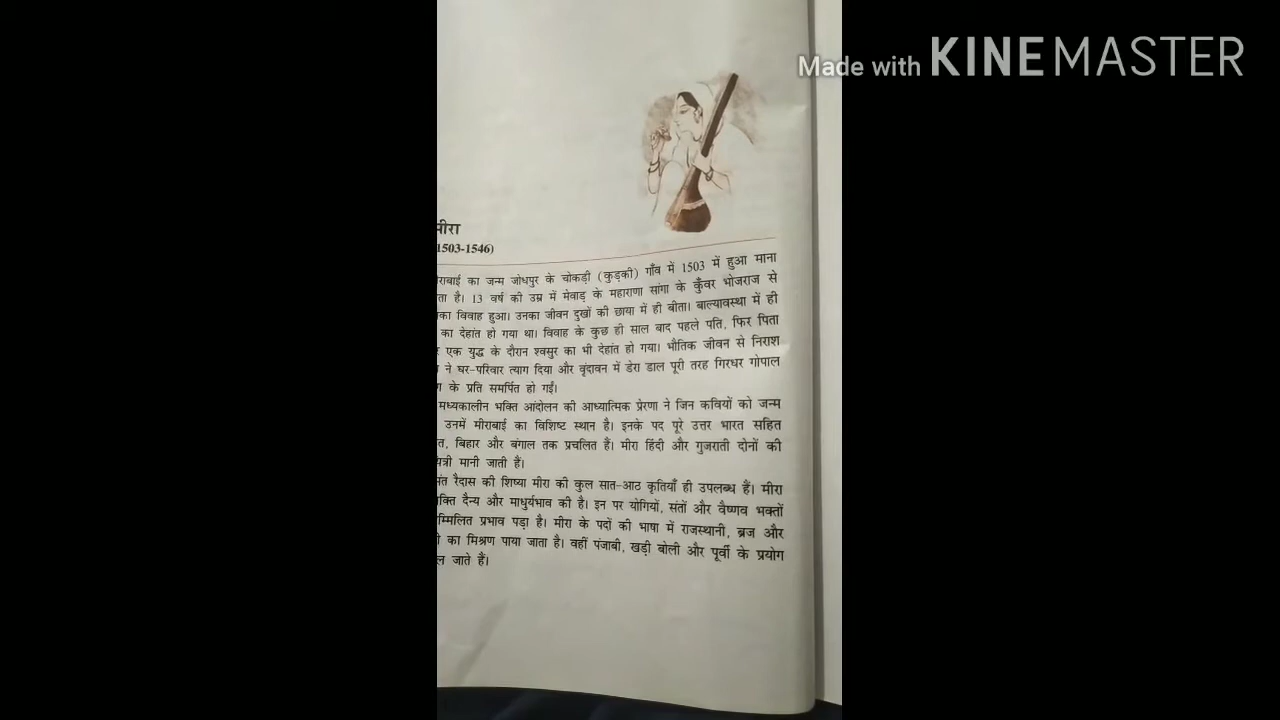 Made with KINEMASTER
मीरा
1503-1546)
का जन्म जोधपुर के चोकड़ी (कुड़की) गाँव में 1503 में हुआ माना
है। 13 वर्ष की उम्र में मेवाड़ के महाराणा सांगा के कुँवर भोजराज से
विवाह हुआ। उनका जीवन दुखों की छाया में ही बीता। बाल्यावस्था में ही
का देहांत हो गया था। विवाह के कुछ ही साल बाद पहले पति, फिर पिता
एक युद्ध के दौरान श्वसुर का भी देहांत हो गया। भौतिक जीवन से निराश
ने घर-परिवार त्याग दिया और वृंदावन में डेरा डाल पूरी तरह गिरधर गोपाल
के प्रति समर्पित हो गईं।
मध्यकालीन भक्ति आंदोलन की आध्यात्मिक प्रेरणा ने जिन कवियों को जन्म
उनमें मीराबाई का विशिष्ट स्थान है। इनके पद पूरे उत्तर भारत सहित
बिहार और बंगाल तक प्रचलित हैं। मीरा हिंदी और गुजराती दोनों की
मानी जाती हैं।
रैदास की शिष्या मीरा की कुल सात-आठ कृतियाँ ही उपलब्ध हैं। मीरा
दैन्य और माधुर्यभाव की है। इन पर योगियों, संतों और वैष्णव भक्तों
प्रभाव पड़ा है। मीरा के पदों की भाषा में राजस्थानी, ब्रज और
का मिश्रण पाया जाता है। वहीं पंजाबी, खड़ी बोली और पूर्वी के प्रयोग
जाते हैं।